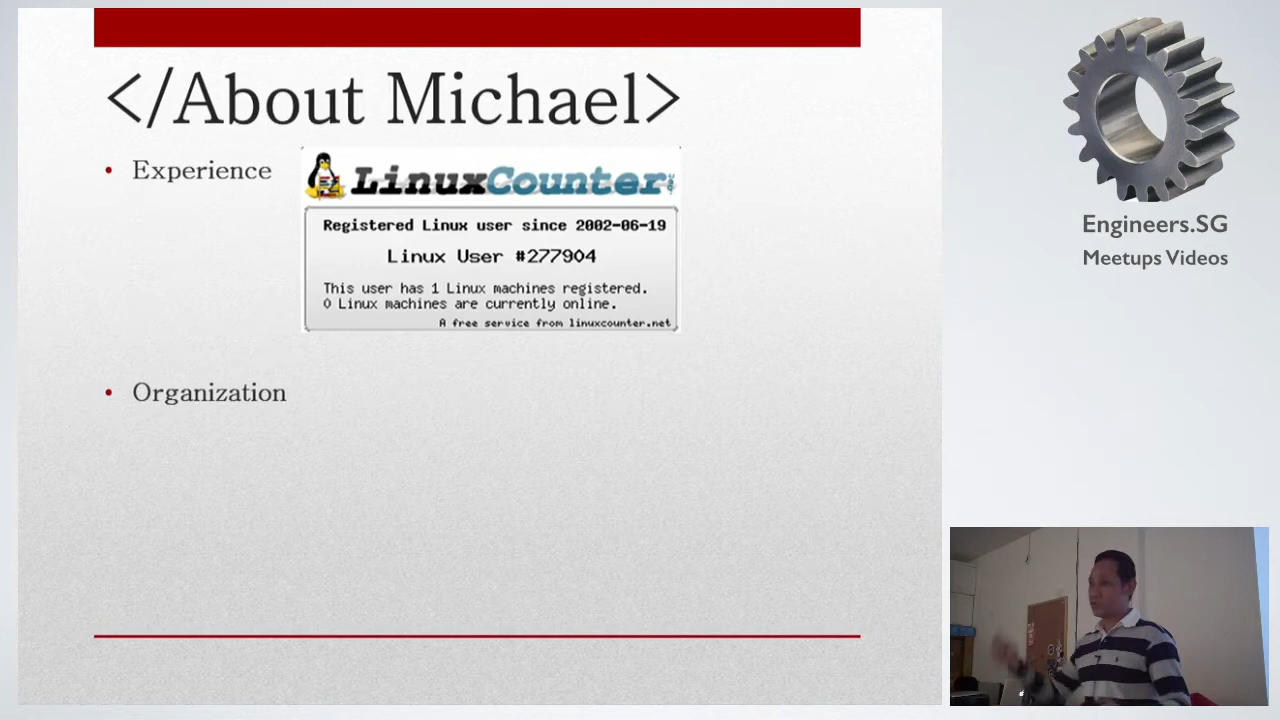 </About Michael>
• Experience
LinuxCounter
Registered Linux user since 2002-06-19
Linux User #277904
This user has 1 Linux machines registered.
0 Linux machines are currently online.
A free service from linuxcounter.net
• Organization
Engineers.SG
Meetups Videos